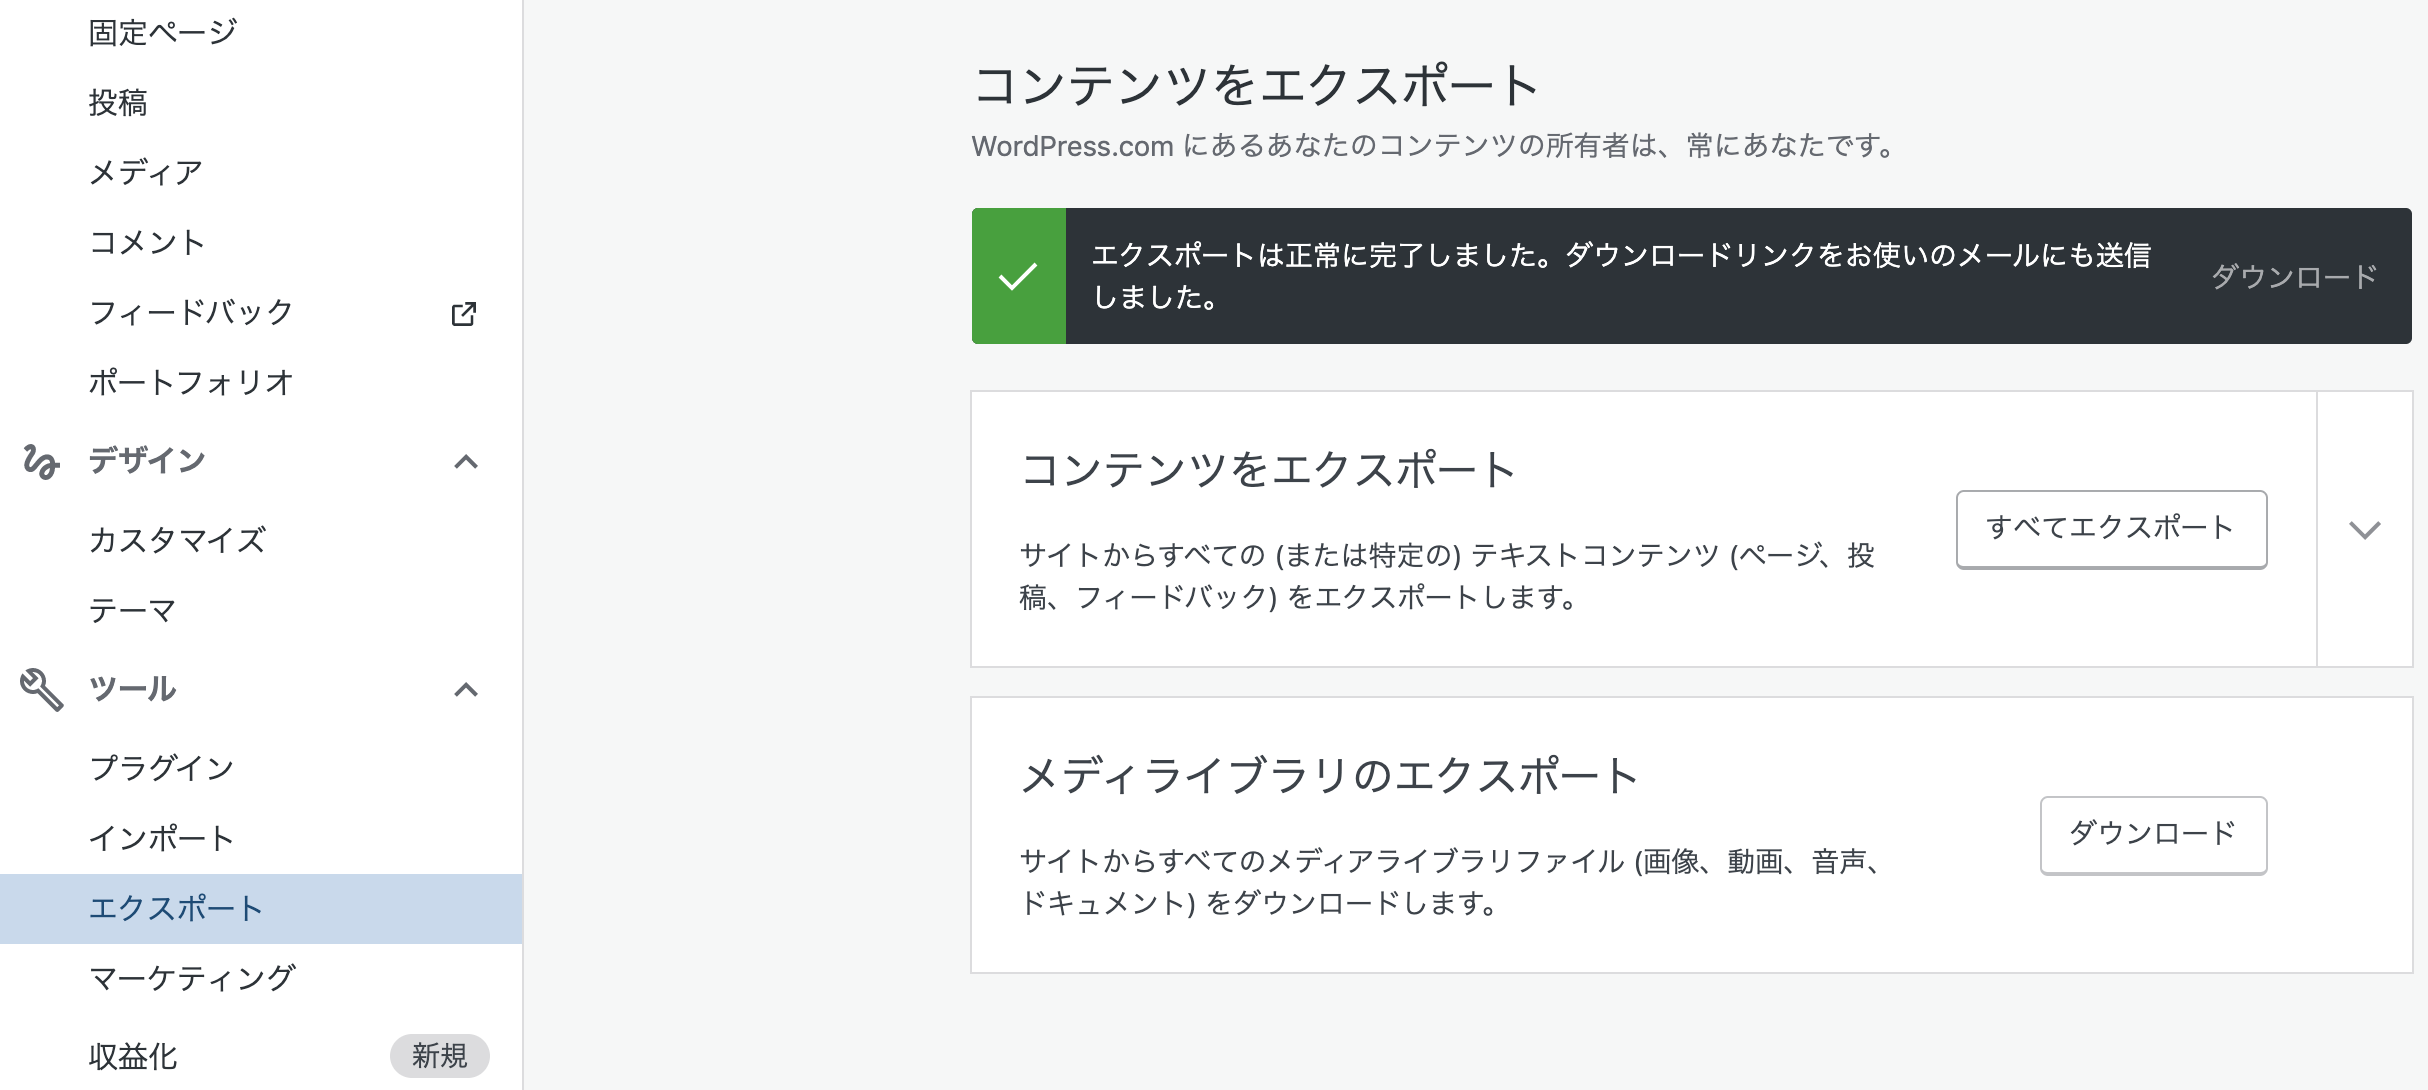 固定ページ
投稿
メディア
コメント
フィードバック
ポートフォリオ
デザイン
カスタマイズ
テーマ
ツール
プラグイン
インポート
エクスポート
マーケティング
収益化
新規
コンテンツをエクスポート
WordPress.com にあるあなたのコンテンツの所有者は、常にあなたです。
エクスポートは正常に完了しました。ダウンロードリンクをお使いのメールにも送信
しました。
ダウンロード
コンテンツをエクスポート
サイトからすべての (または特定の) テキストコンテンツ (ページ、投
稿、フィードバック) をエクスポートします。
すべてエクスポート
メディライブラリのエクスポート
サイトからすべてのメディアライブラリファイル (画像、動画、音声、
ドキュメント) をダウンロードします。
ダウンロード